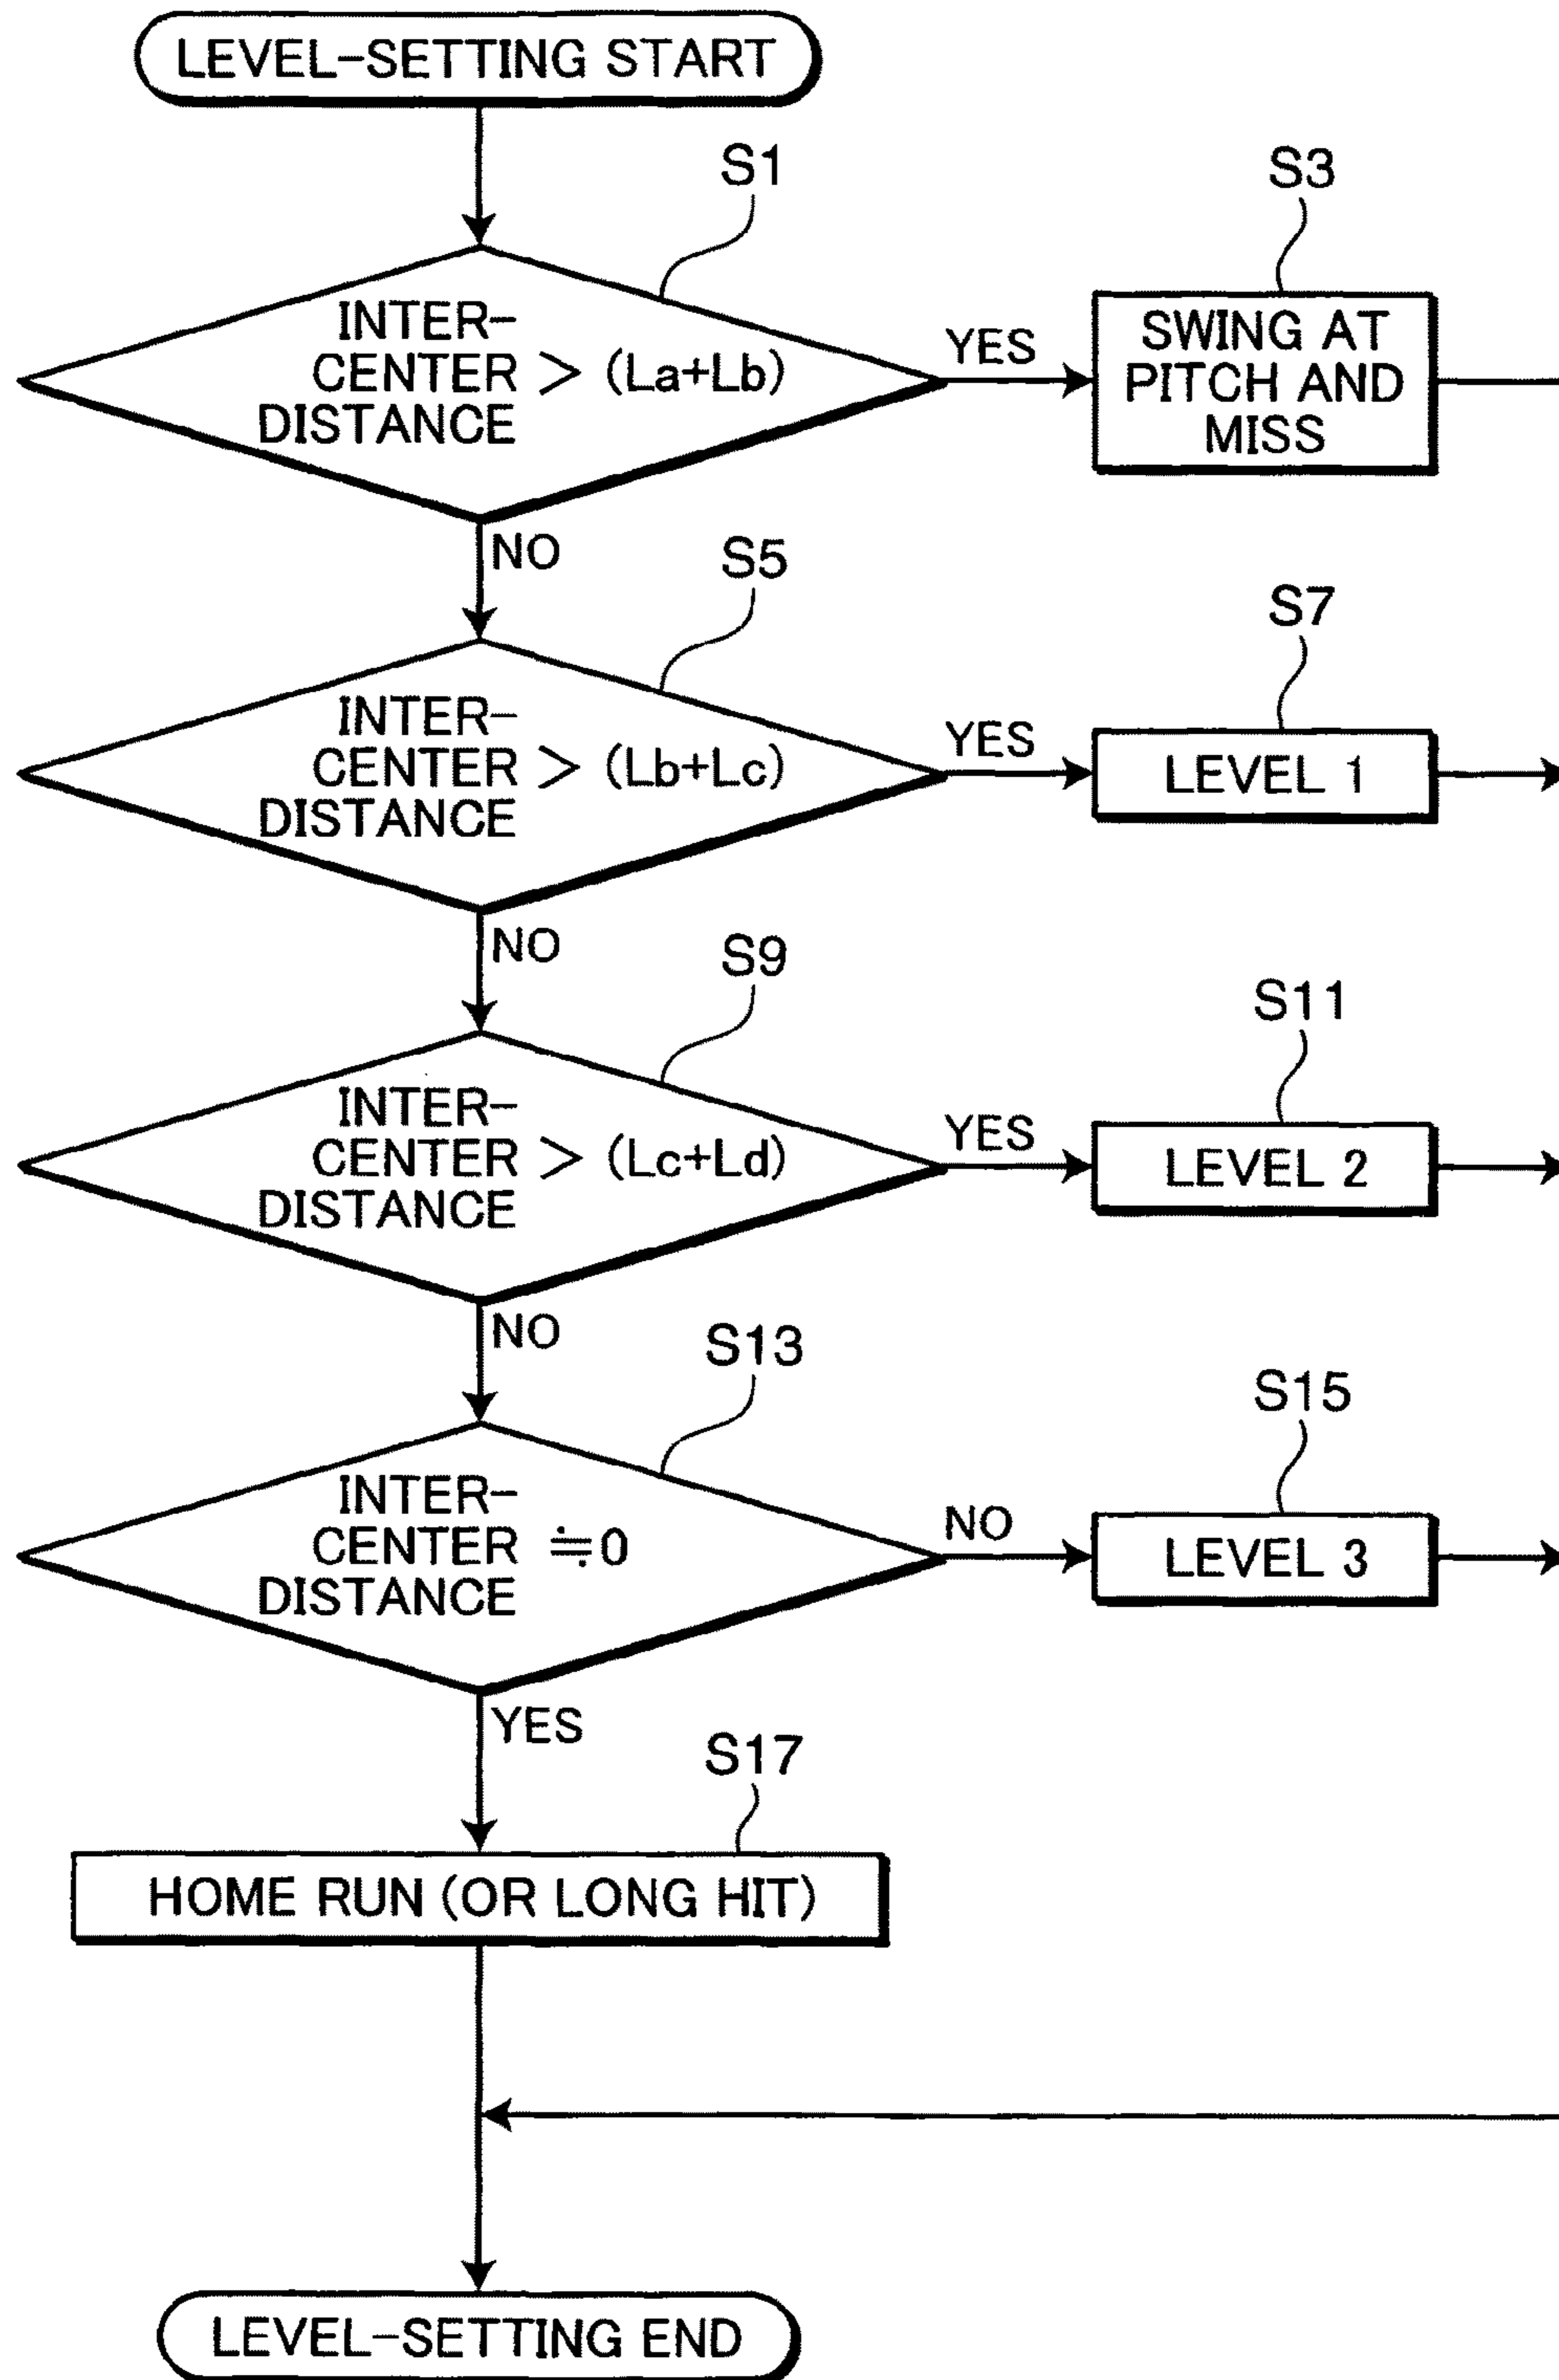 LEVEL-SETTING START
S1
INTER-
CENTER > (La+Lb)
DISTANCE
YES
S3
SWING AT
PITCH AND
MISS
NO
S5
INTER-
CENTER > (Lb+Lc)
DISTANCE
YES
S7
LEVEL 1
NO
S9
INTER-
CENTER > (Lc+Ld)
DISTANCE
YES
S11
LEVEL 2
NO
S13
INTER-
CENTER ≒0
DISTANCE
NO
S15
LEVEL 3
YES
S17
HOME RUN (OR LONG HIT)
LEVEL-SETTING END